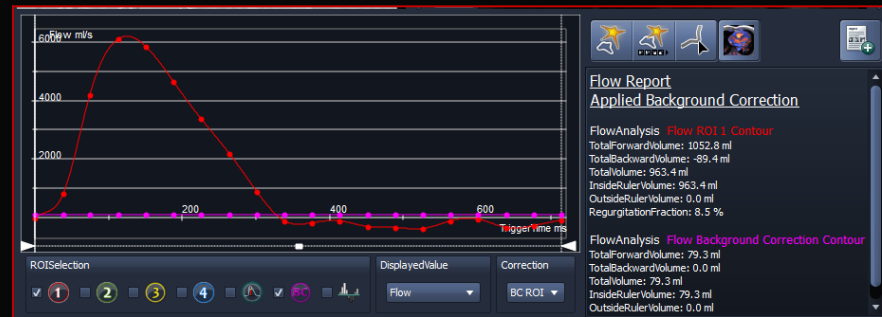 6000
Flow ml/s
4000
2000
200
400
600
TriggerTime ms
Flow Report
Applied Background Correction
FlowAnalysis Flow ROI 1 Contour
TotalForwardVolume: 1052.8 ml
TotalBackwardVolume: -89.4 ml
TotalVolume: 963.4 ml
InsideRulerVolume: 963.4 ml
OutsideRulerVolume: 0.0 ml
RegurgitationFraction: 8.5 %
FlowAnalysis Flow Background Correction Contour
TotalForwardVolume: 79.3 ml
TotalBackwardVolume: 0.0 ml
TotalVolume: 79.3 ml
InsideRulerVolume: 79.3 ml
OutsideRulerVolume: 0.0 ml
ROISelection
1 2 3 4 BC
DisplayedValue
Flow
Correction
BC ROI